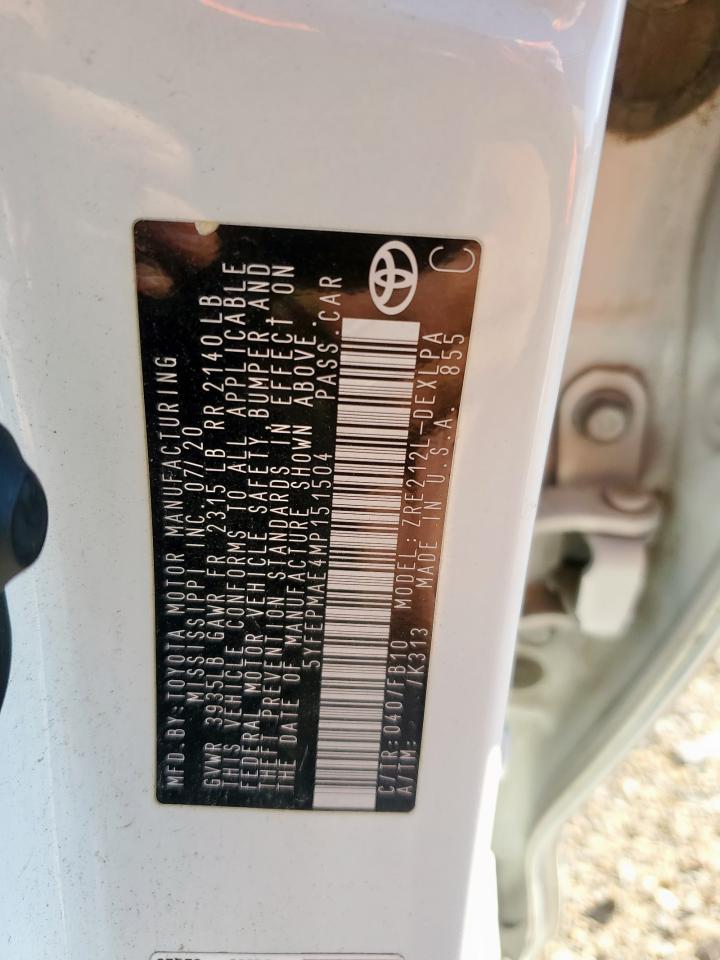 MFD.BY:TOYOTA MOTOR MANUFACTURING
MISSISSIPPI INC.07/20
GVWR 3935LB GAWR FR 2315 LB RR 2140LB
THIS VEHICLE CONFORMS TO ALL APPLICABLE
FEDERAL MOTOR VEHICLE SAFETY BUMPER AND
THEFT PREVENTION STANDARDS IN EFFECT ON
THE DATE OF MANUFACTURE SHOWN ABOVE.
5YFEPMAE4MP151504 PASS.CAR
C/TR:040/FB10 MODEL:ZRE212L-DEXLPA
A/TM: /K313 MADE IN U.S.A. 855
C